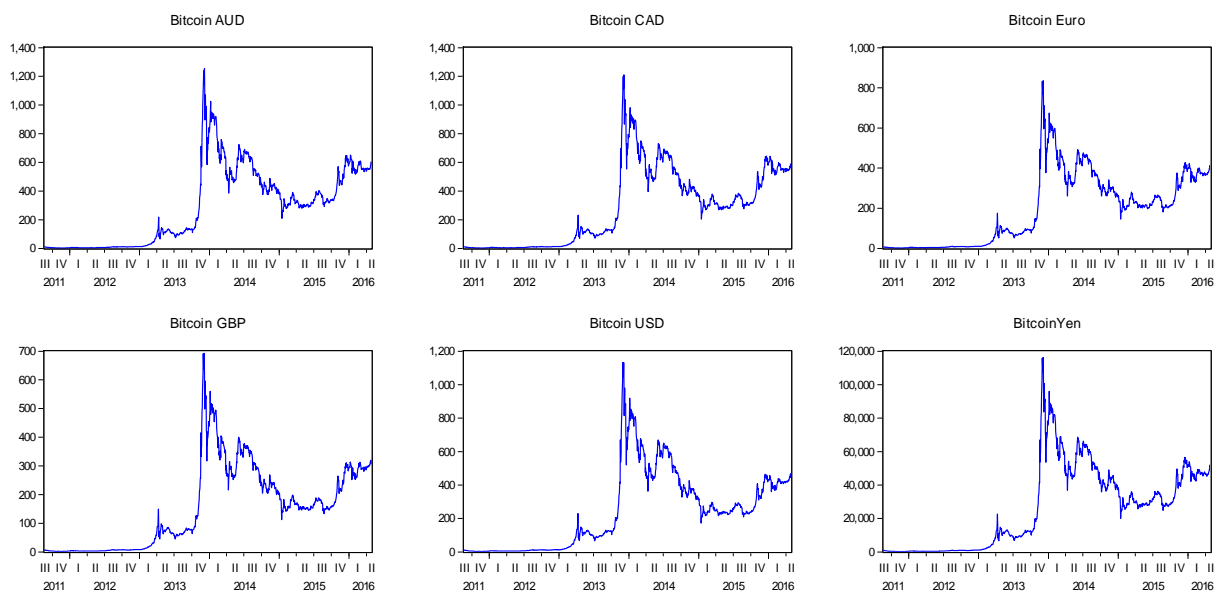 Bitcoin AUD
1,400
1,200
1,000
800
600
400
200
0
III IV I II III IV I II III IV I II III IV I II III IV I II
2011 2012 2013 2014 2015 2016
Bitcoin CAD
1,400
1,200
1,000
800
600
400
200
0
III IV I II III IV I II III IV I II III IV I II III IV I II
2011 2012 2013 2014 2015 2016
Bitcoin Euro
1,000
800
600
400
200
0
III IV I II III IV I II III IV I II III IV I II III IV I II
2011 2012 2013 2014 2015 2016
Bitcoin GBP
700
600
500
400
300
200
100
0
III IV I II III IV I II III IV I II III IV I II III IV I II
2011 2012 2013 2014 2015 2016
Bitcoin USD
1,200
1,000
800
600
400
200
0
III IV I II III IV I II III IV I II III IV I II III IV I II
2011 2012 2013 2014 2015 2016
BitcoinYen
120,000
100,000
80,000
60,000
40,000
20,000
0
III IV I II III IV I II III IV I II III IV I II III IV I II
2011 2012 2013 2014 2015 2016